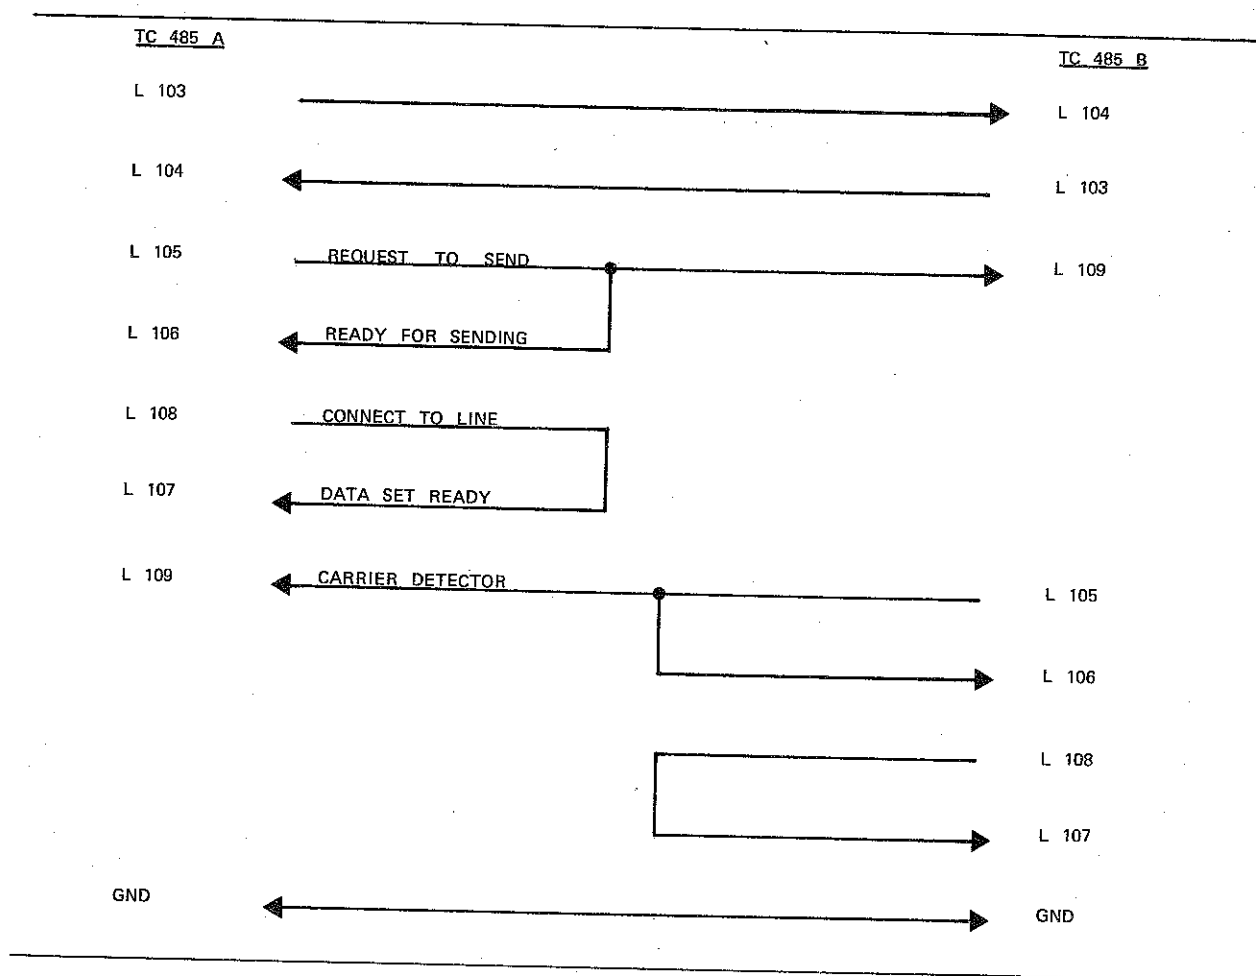 TC 485 A
TC 485 B
L 103
L 104
L 104
L 103
L 105 REQUEST TO SEND
L 109
L 106 READY FOR SENDING
L 108 CONNECT TO LINE
L 107 DATA SET READY
L 109 CARRIER DETECTOR
L 105
L 106
L 108
L 107
GND
GND